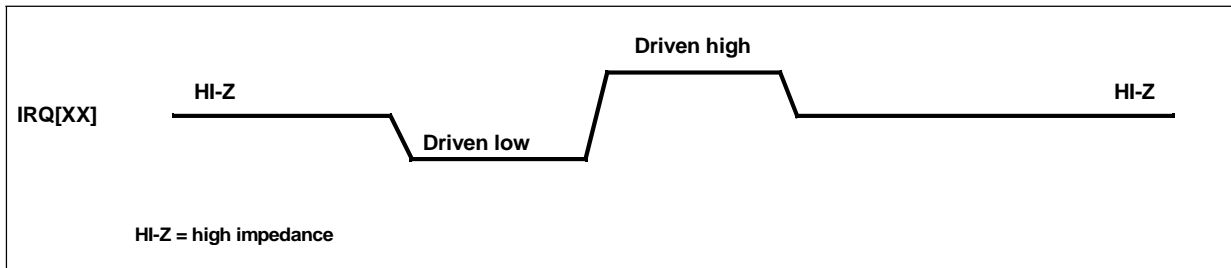 Driven high
HI-Z HI-Z
IRQ[XX]
Driven low
HI-Z = high impedance